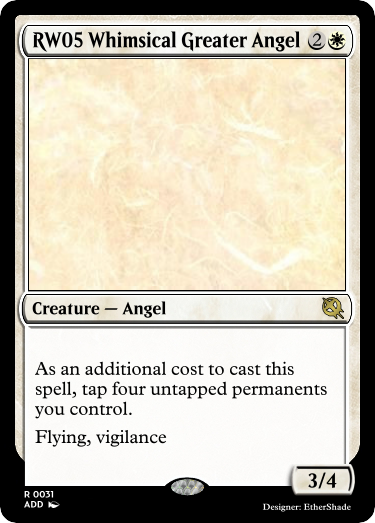 RW05 Whimsical Greater Angel 2
Creature — Angel
As an additional cost to cast this
spell, tap four untapped permanents
you control.
Flying, vigilance
3/4
R 0031
ADD
Designer: EtherShade